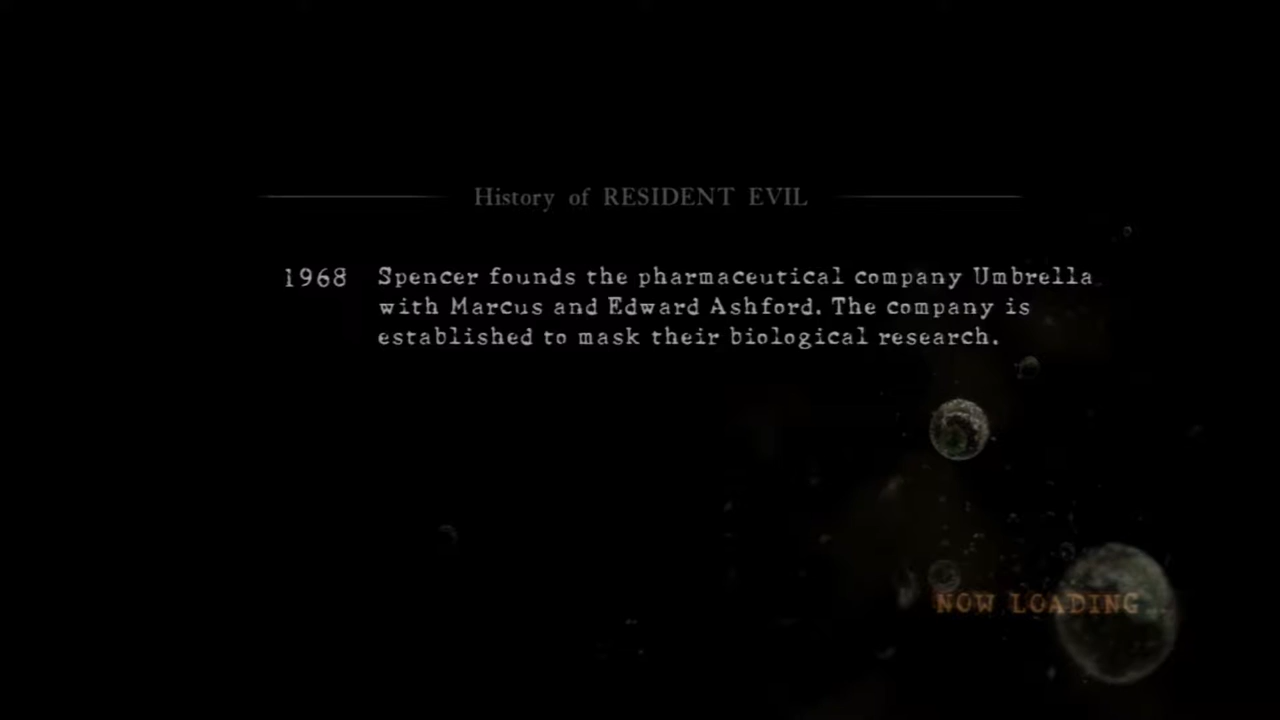 History of RESIDENT EVIL
1968 Spencer founds the pharmaceutical company Umbrella
with Marcus and Edward Ashford. The company is
established to mask their biological research.
NOW LOADING